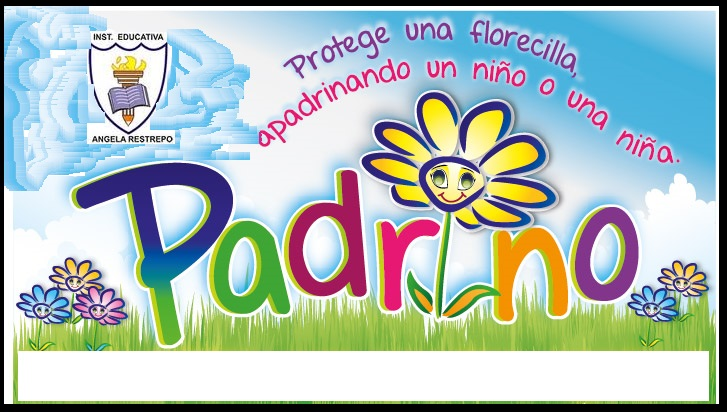 INST. EDUCATIVA
ANGELA RESTREPO
Protege una florecilla,
apadrinando un niño o una niña.
Padrino